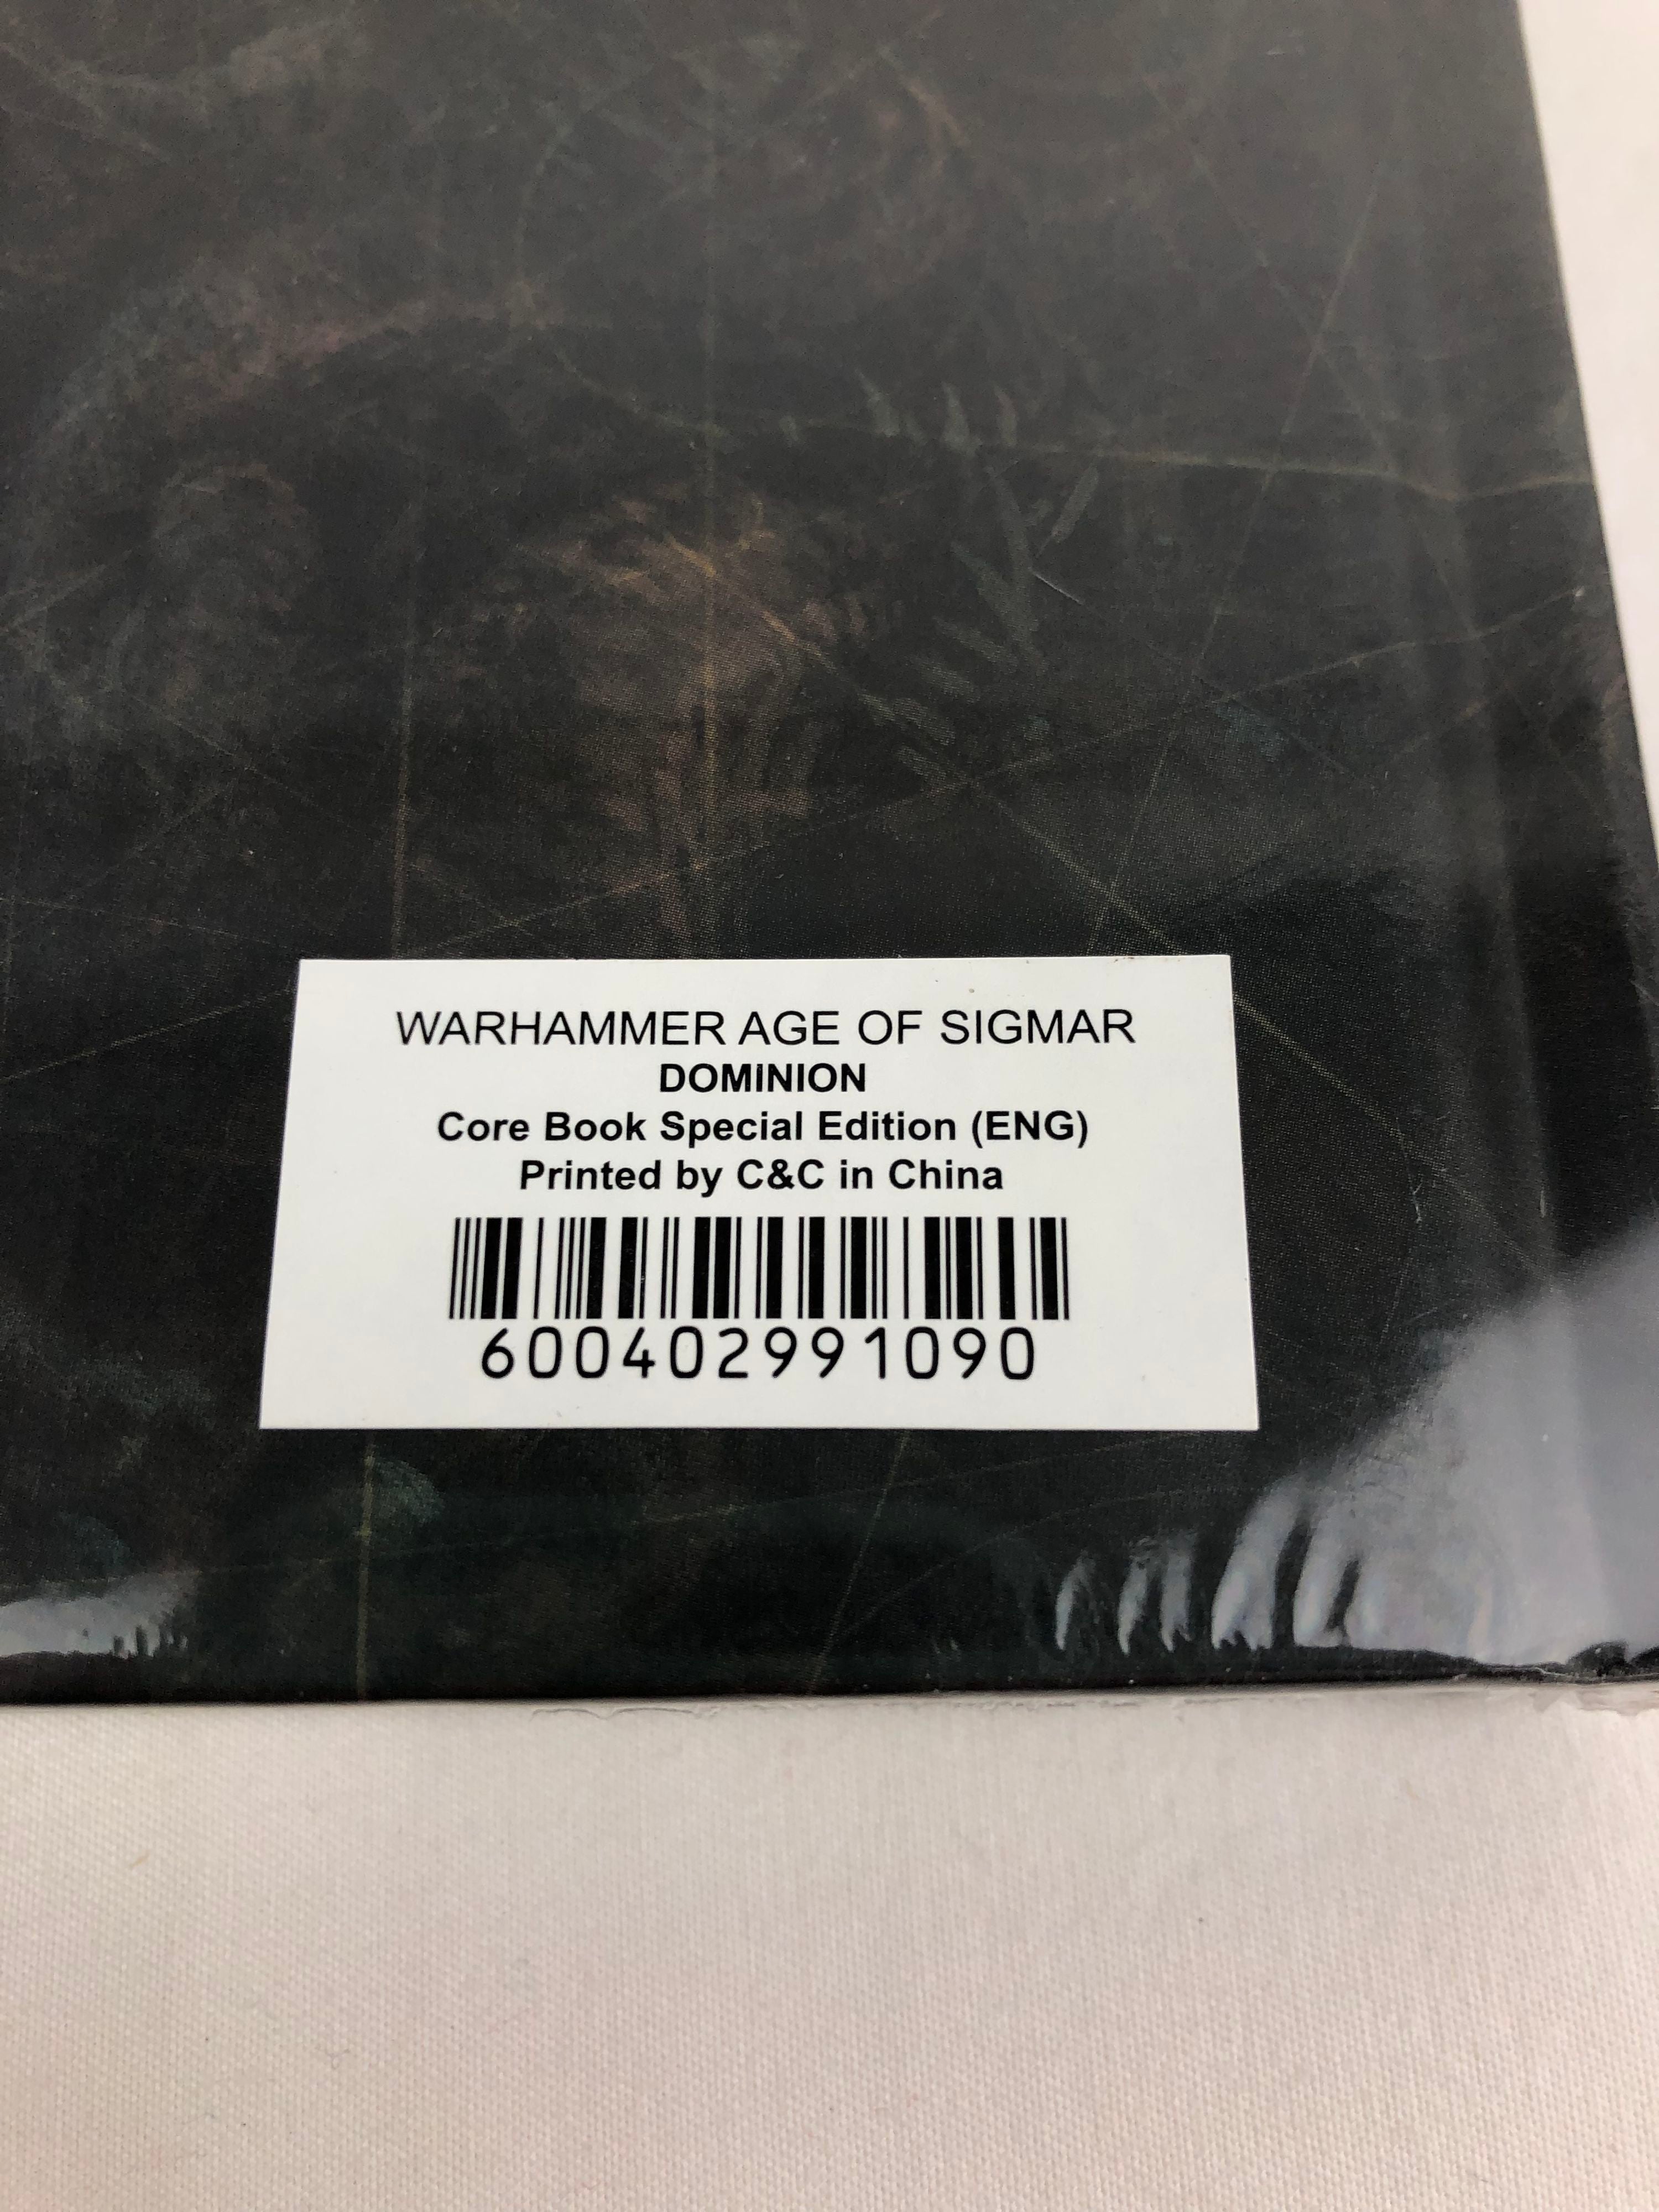 WARHAMMER AGE OF SIGMAR
DOMINION
Core Book Special Edition (ENG)
Printed by C&C in China
600402991090